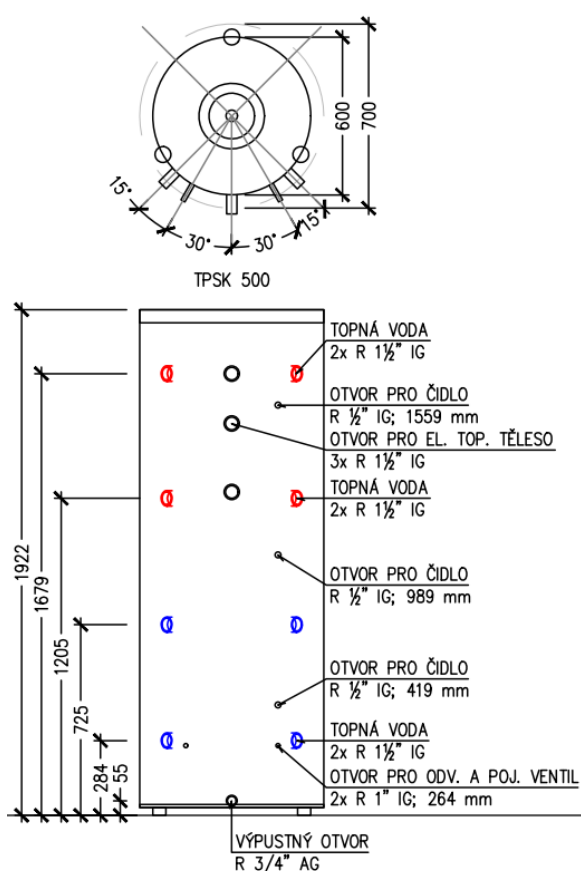 600
700
15°
30°
30°
15°
TPSK 500
TOPNÁ VODA
2x R 1½" IG
OTVOR PRO ČIDLO
R ½" IG; 1559 mm
OTVOR PRO EL. TOP. TĚLESO
3x R 1½" IG
TOPNÁ VODA
2x R 1½" IG
1922
1679
OTVOR PRO ČIDLO
R ½" IG; 989 mm
1205
OTVOR PRO ČIDLO
R ½" IG; 419 mm
725
TOPNÁ VODA
2x R 1½" IG
284
55
OTVOR PRO ODV. A POJ. VENTIL
2x R 1" IG; 264 mm
VÝPUSTNÝ OTVOR
R 3/4" AG